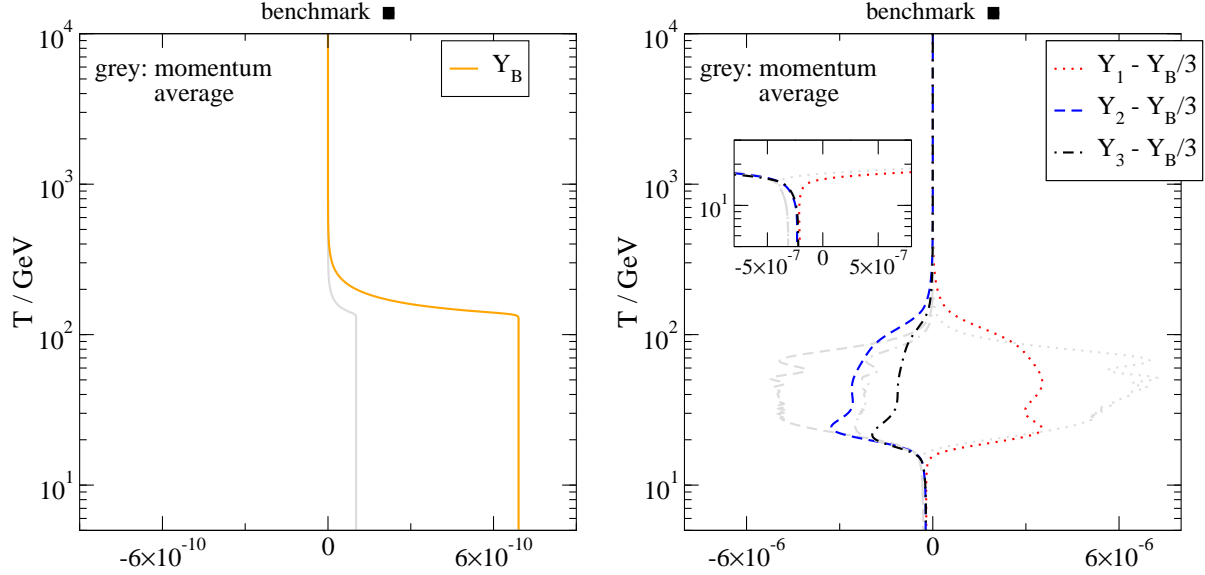 benchmark ■
10^4
10^3
10^2
10^1
T / GeV
grey: momentum
average
Y_B
-6×10^-10
0
6×10^-10
benchmark ■
10^4
10^3
10^2
10^1
T / GeV
grey: momentum
average
Y_1 - Y_B/3
Y_2 - Y_B/3
Y_3 - Y_B/3
10^1
-5×10^-7
0
5×10^-7
-6×10^-6
0
6×10^-6